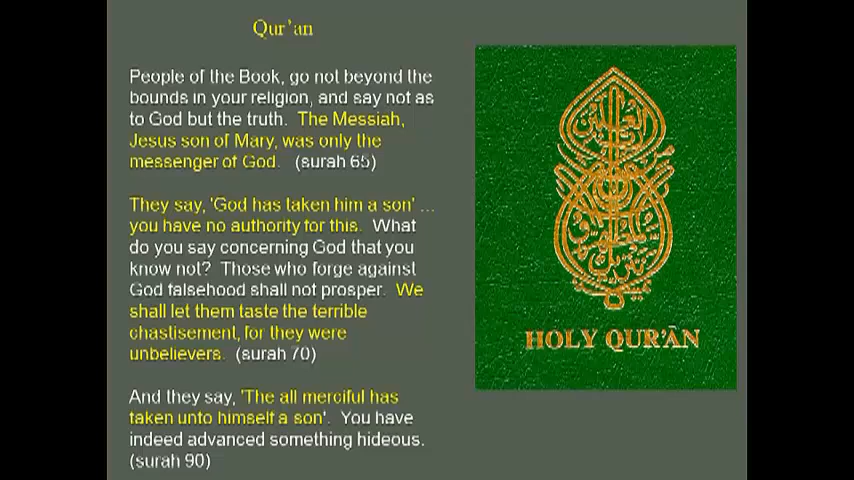 Qur’an
People of the Book, go not beyond the
bounds in your religion, and say not as
to God but the truth.  The Messiah,
Jesus son of Mary, was only the
messenger of God.   (surah 65)
They say, 'God has taken him a son' ...
you have no authority for this.  What
do you say concerning God that you
know not?  Those who forge against
God falsehood shall not prosper.  We
shall let them taste the terrible
chastisement, for they were
unbelievers.  (surah 70)
And they say, 'The all merciful has
taken unto himself a son'.  You have
indeed advanced something hideous.
(surah 90)
HOLY QUR’ĀN